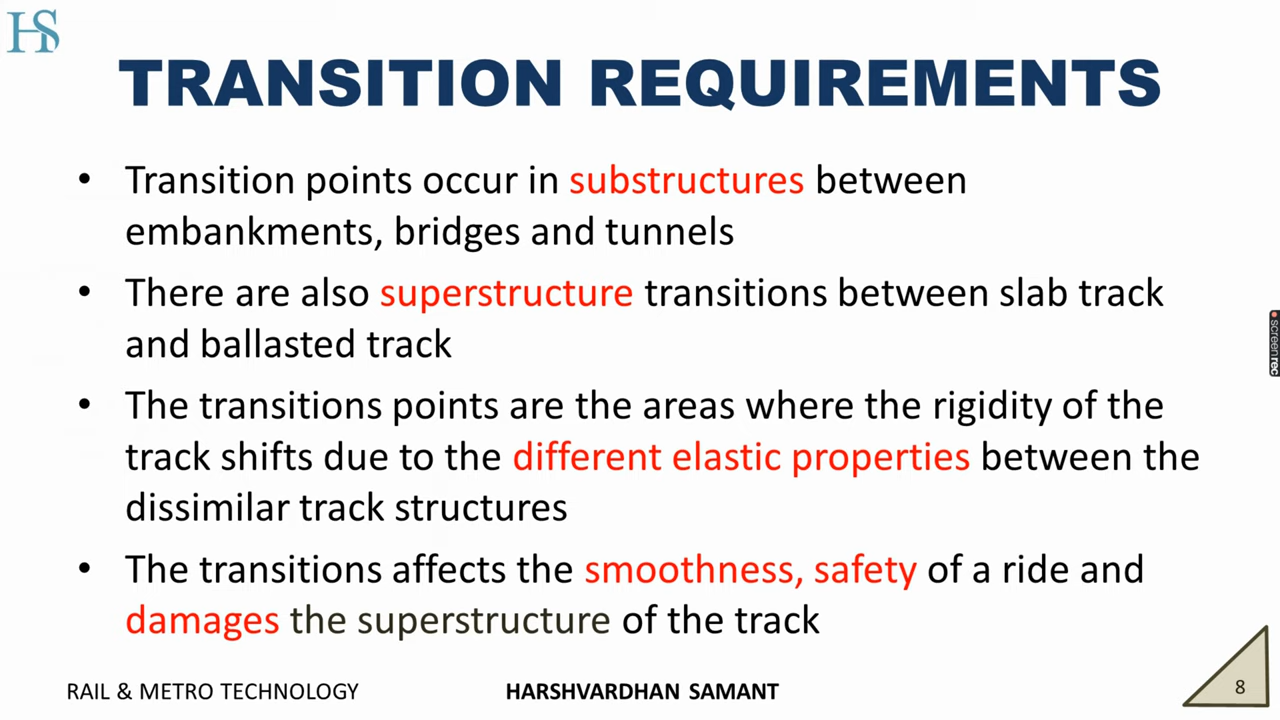 HS
TRANSITION REQUIREMENTS
• Transition points occur in substructures between
embankments, bridges and tunnels
• There are also superstructure transitions between slab track
and ballasted track
• The transitions points are the areas where the rigidity of the
track shifts due to the different elastic properties between the
dissimilar track structures
• The transitions affects the smoothness, safety of a ride and
damages the superstructure of the track
screenrec
RAIL & METRO TECHNOLOGY
HARSHVARDHAN SAMANT
8